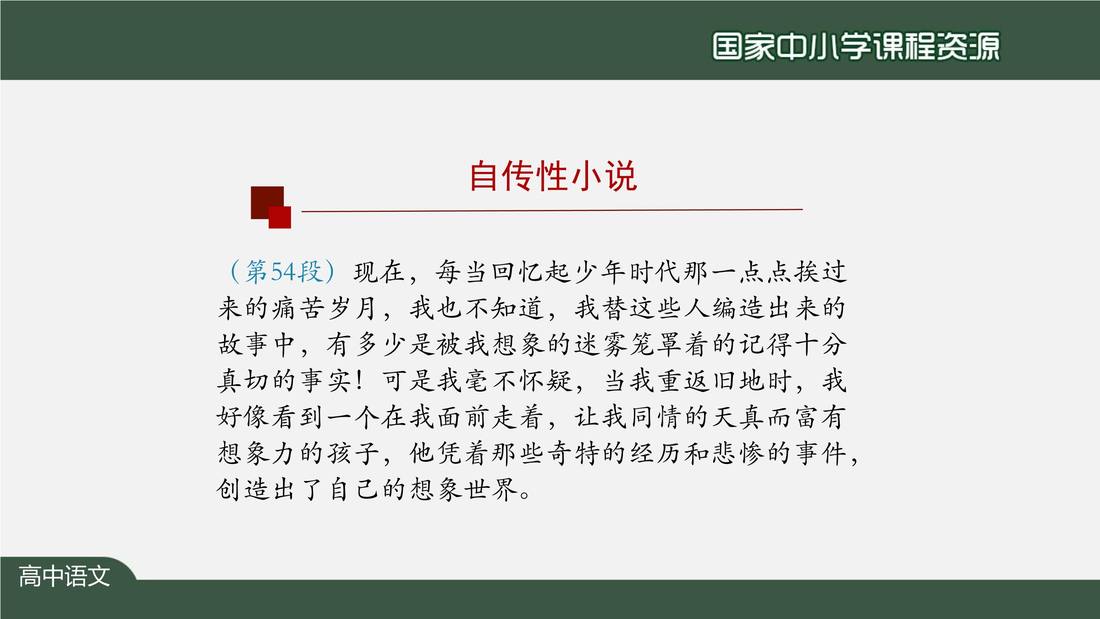 国家中小学课程资源
自传性小说
（第54段）现在，每当回忆起少年时代那一点点挨过
来的痛苦岁月，我也不知道，我替这些人编造出来的
故事中，有多少是被我想象的迷雾笼罩着的记得十分
真切的事实！可是我毫不怀疑，当我重返旧地时，我
好像看到一个在我面前走着，让我同情的天真而富有
想象力的孩子，他凭着那些奇特的经历和悲惨的事件，
创造出了自己的想象世界。
高中语文